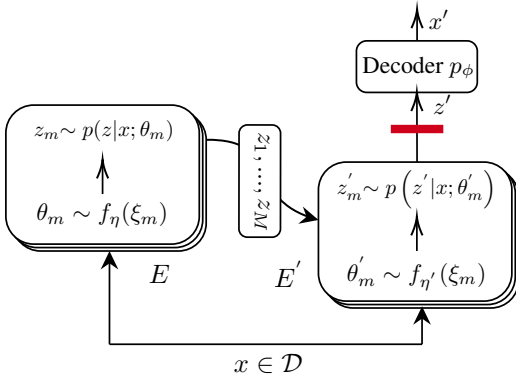 x′
Decoder p_ϕ
z′
z_m ∼ p(z|x; θ_m)
θ_m ∼ f_η(ξ_m)
E
z_1, ..., z_M
z′_m ∼ p(z′|x; θ′_m)
θ′_m ∼ f_η′(ξ_m)
E′
x ∈ 𝒟